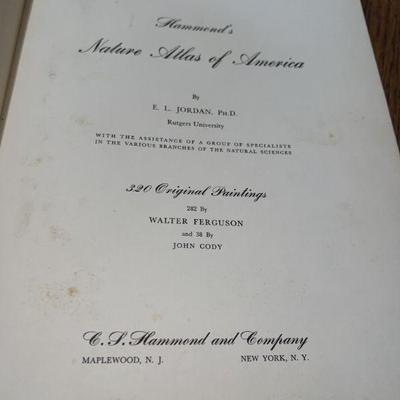 Hammond's
Nature Atlas of America
By
E. L. JORDAN, PH.D.
Rutgers University
WITH THE ASSISTANCE OF A GROUP OF SPECIALISTS
IN THE VARIOUS BRANCHES OF THE NATURAL SCIENCES
320 Original Paintings
282 By
WALTER FERGUSON
and 38 By
JOHN CODY
C. S. Hammond and Company
MAPLEWOOD, N. J. NEW YORK, N. Y.